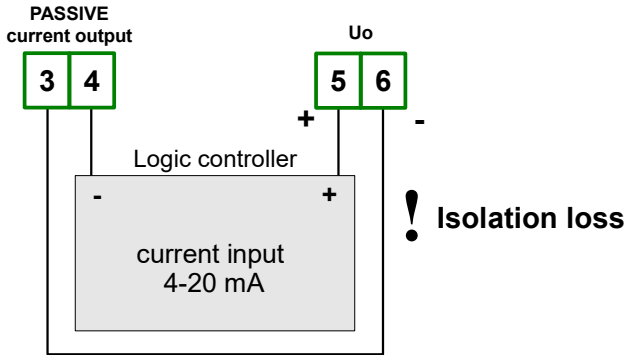 PASSIVE
current output
Uo
3 4
5 6
+ -
Logic controller
- +
! Isolation loss
current input
4-20 mA